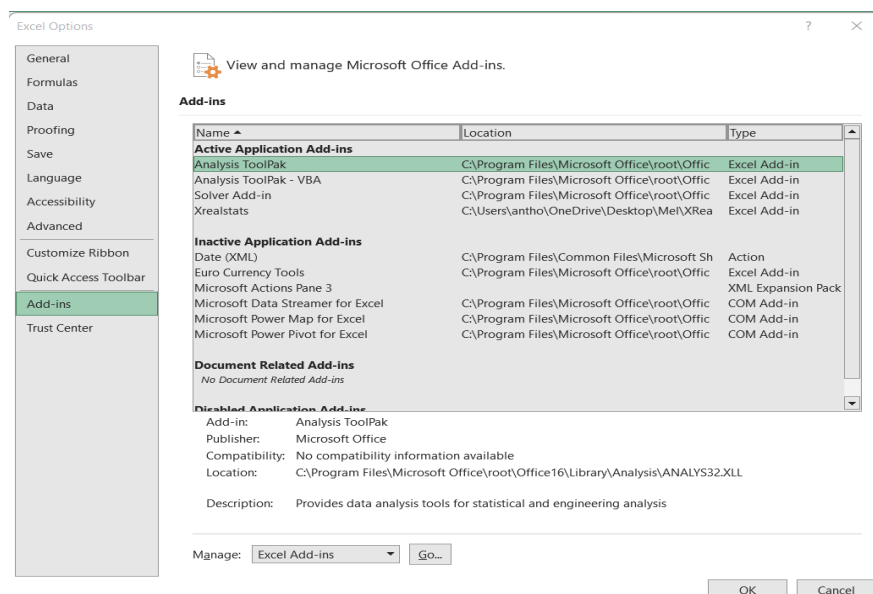 Excel Options
?
General
Formulas
Data
Proofing
Save
Language
Accessibility
Advanced
Customize Ribbon
Quick Access Toolbar
Add-ins
Trust Center
View and manage Microsoft Office Add-ins.
Add-ins
Name Location Type
Active Application Add-ins
Analysis ToolPak C:\Program Files\Microsoft Office\root\Offic Excel Add-in
Analysis ToolPak - VBA C:\Program Files\Microsoft Office\root\Offic Excel Add-in
Solver Add-in C:\Program Files\Microsoft Office\root\Offic Excel Add-in
Xrealstats C:\Users\antho\OneDrive\Desktop\Mel\XRea Excel Add-in
Inactive Application Add-ins
Date (XML) C:\Program Files\Common Files\Microsoft Sh Action
Euro Currency Tools C:\Program Files\Microsoft Office\root\Offic Excel Add-in
Microsoft Actions Pane 3 XML Expansion Pack
Microsoft Data Streamer for Excel C:\Program Files\Microsoft Office\root\Offic COM Add-in
Microsoft Power Map for Excel C:\Program Files\Microsoft Office\root\Offic COM Add-in
Microsoft Power Pivot for Excel C:\Program Files\Microsoft Office\root\Offic COM Add-in
Document Related Add-ins
No Document Related Add-ins
Disabled Application Add-ins
Add-in: Analysis ToolPak
Publisher: Microsoft Office
Compatibility: No compatibility information available
Location: C:\Program Files\Microsoft Office\root\Office16\Library\Analysis\ANALYS32.XLL
Description: Provides data analysis tools for statistical and engineering analysis
Manage: Excel Add-ins Go...
OK Cancel